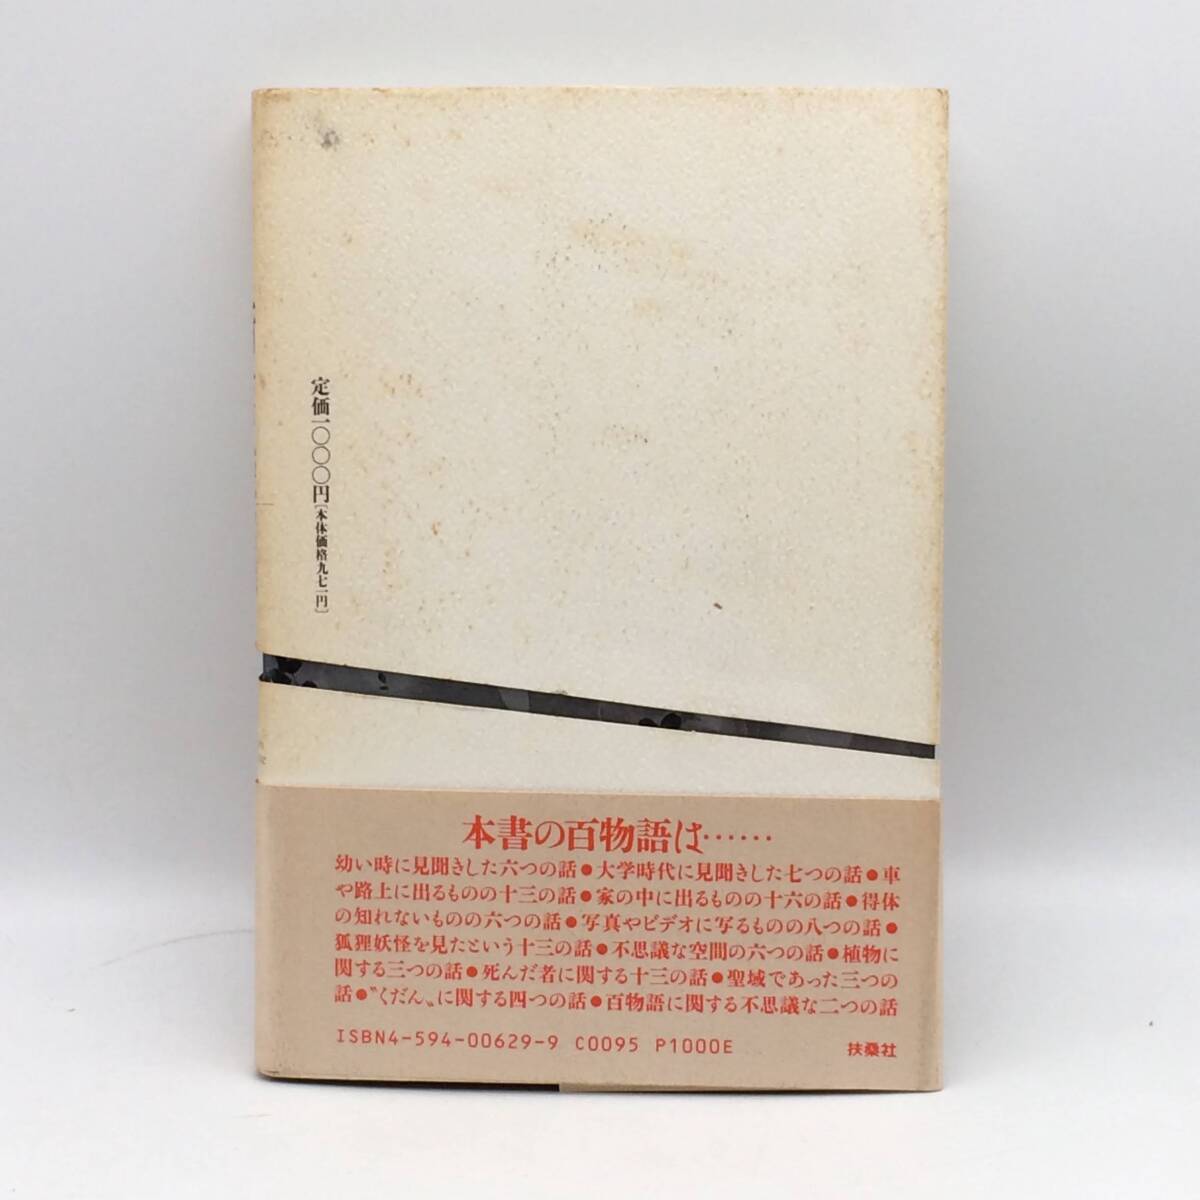 定価一〇〇〇円[本体価格九七一円]
本書の百物語は……
幼い時に見聞きした六つの話●大学時代に見聞きした七つの話●車
や路上に出るものの十三の話●家の中に出るものの十六の話●得体
の知れないものの六つの話●写真やビデオに写るものの八つの話●
狐狸妖怪を見たという十三の話●不思議な空間の六つの話●植物に
関する三つの話●死んだ者に関する十三の話●聖域であった三つの
話●〝くだん〟に関する四つの話●百物語に関する不思議な二つの話
ISBN4-594-00629-9 C0095 P1000E
扶桑社